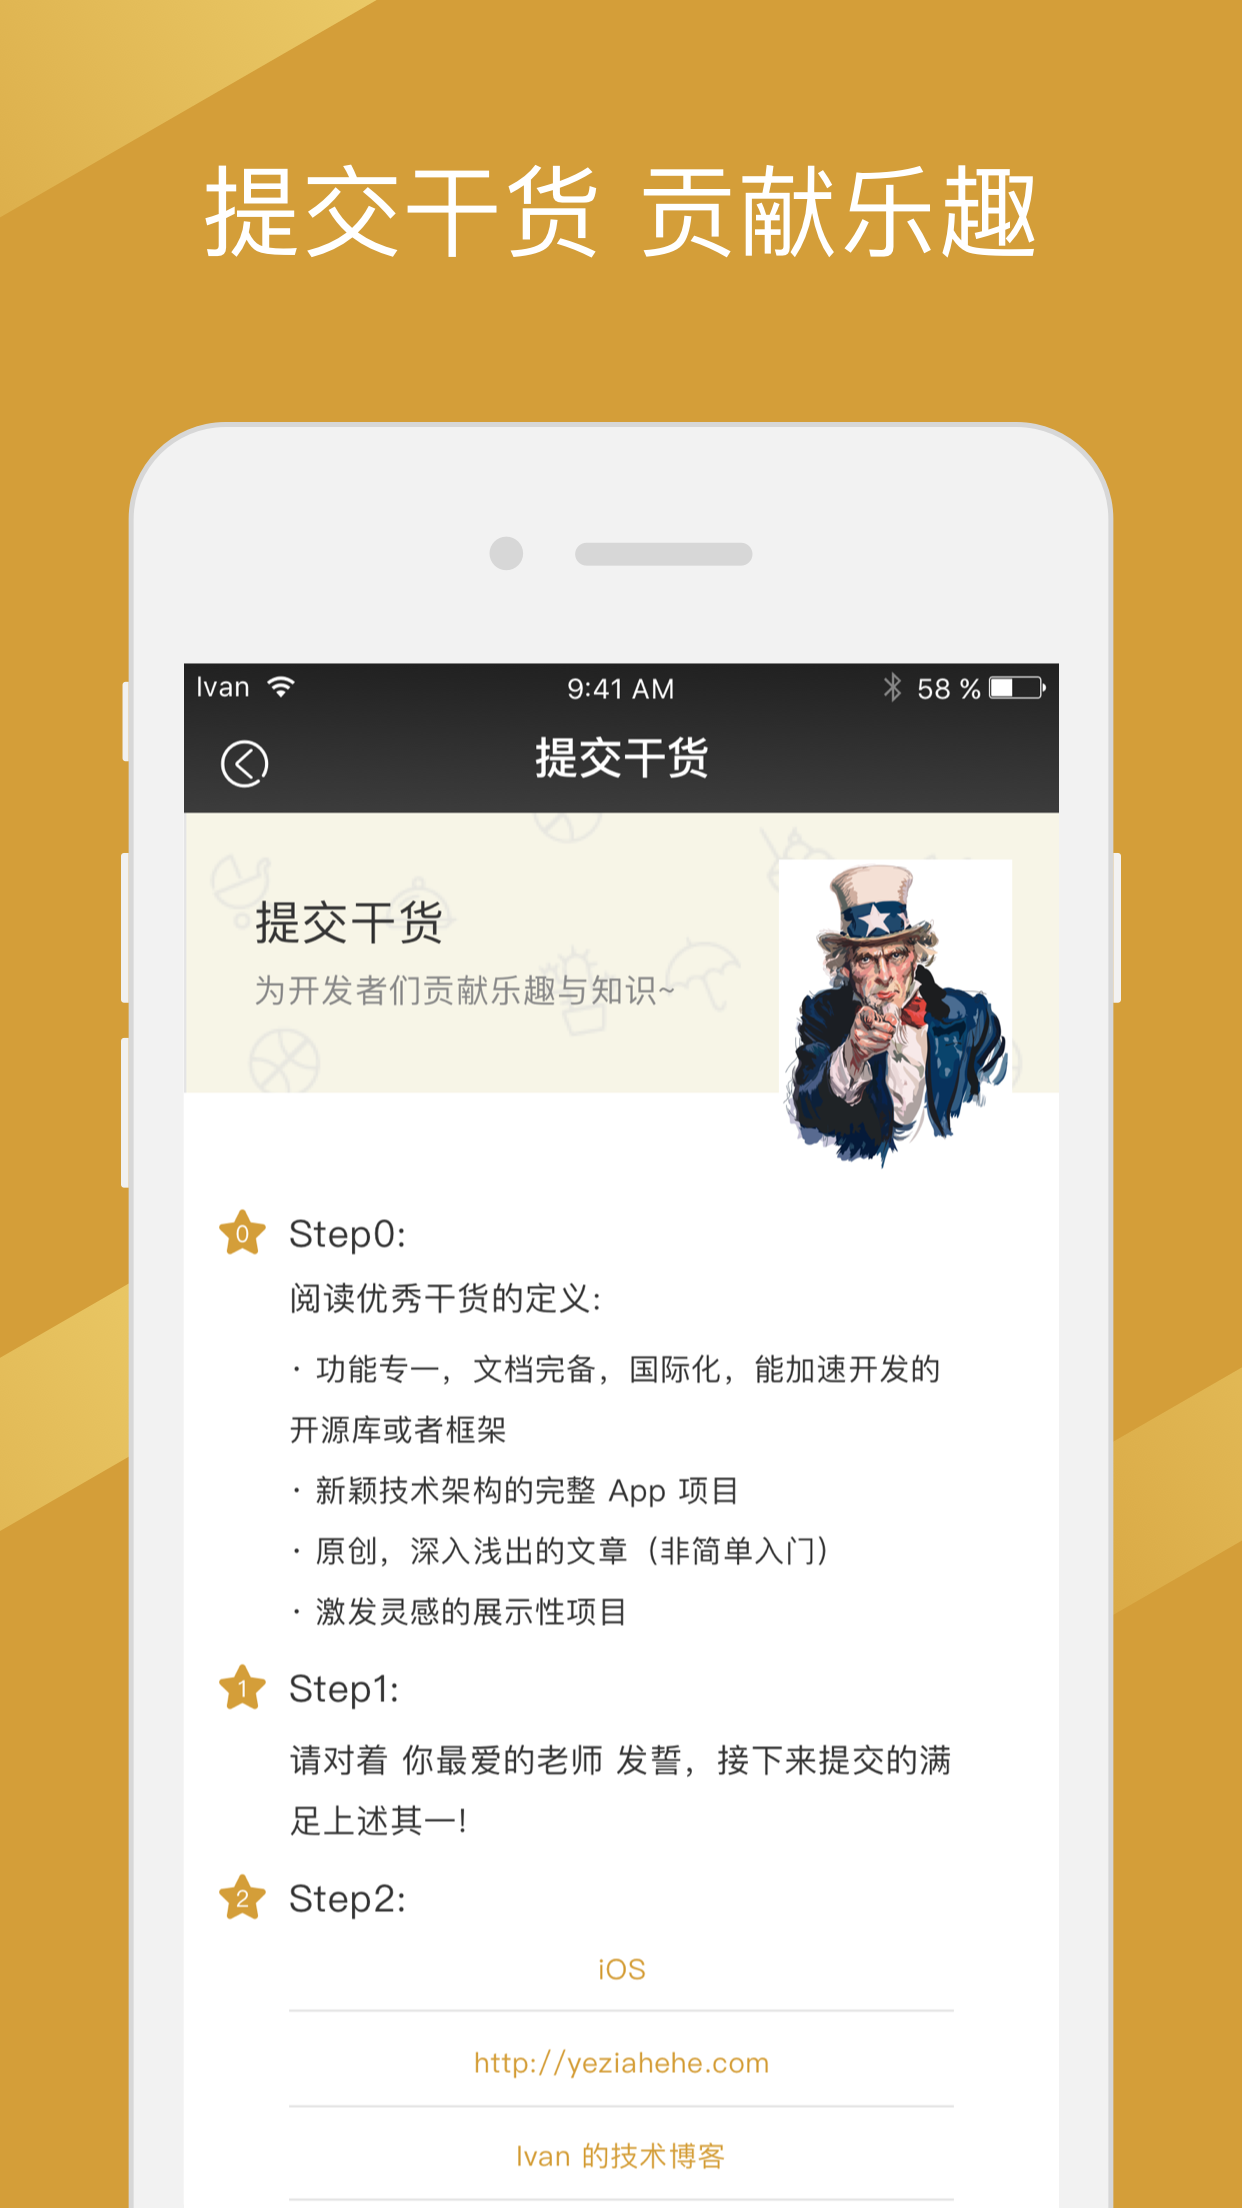 提交干货 贡献乐趣
Ivan 9:41 AM 58 %
提交干货
提交干货
为开发者们贡献乐趣与知识~
0 Step0:
阅读优秀干货的定义:
· 功能专一，文档完备，国际化，能加速开发的
开源库或者框架
· 新颖技术架构的完整 App 项目
· 原创，深入浅出的文章（非简单入门）
· 激发灵感的展示性项目
1 Step1:
请对着 你最爱的老师 发誓，接下来提交的满
足上述其一!
2 Step2:
iOS
http://yeziahehe.com
Ivan 的技术博客